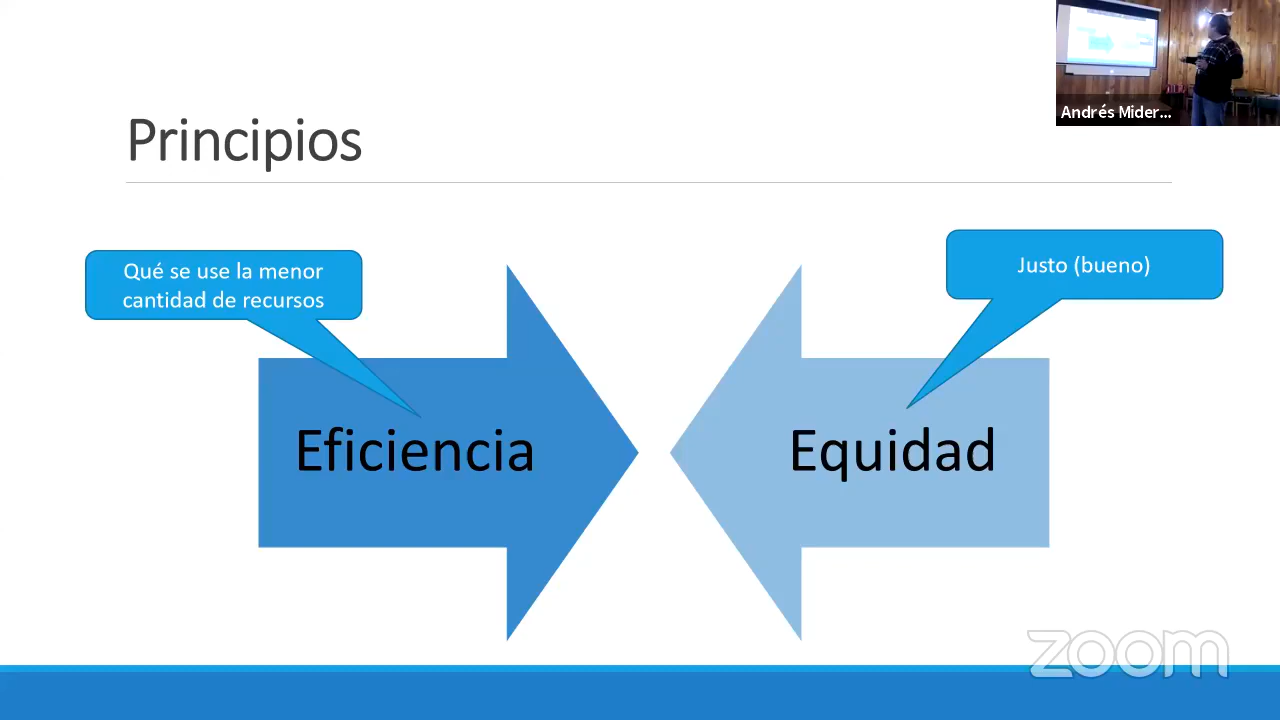 Andrés Mider...
Principios
Qué se use la menor
cantidad de recursos
Justo (bueno)
Eficiencia
Equidad
zoom